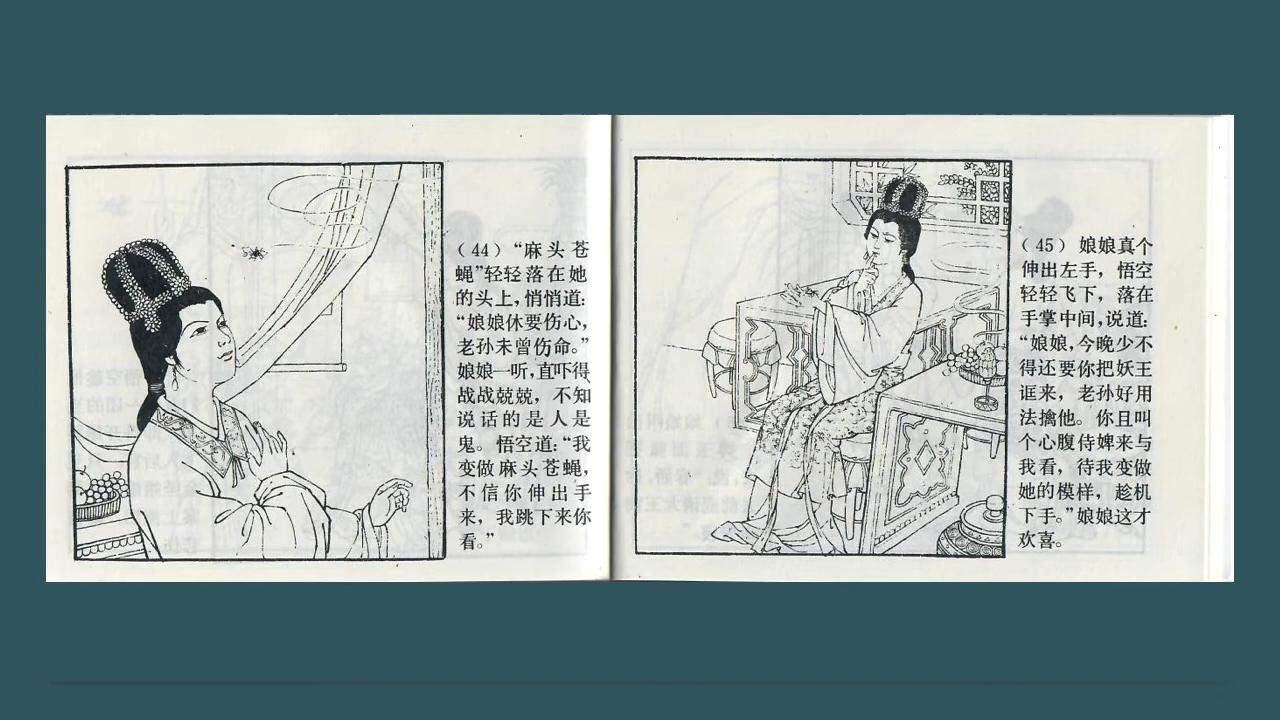 （44）“麻头苍
蝇”轻轻落在她
的头上，悄悄道：
“娘娘休要伤心，
老孙未曾伤命。”
娘娘一听，直吓得
战战兢兢，不知
说话的是人是
鬼。悟空道：“我
变做麻头苍蝇，
不信你伸出手
来，我跳下来你
看。”
（45）娘娘真个
伸出左手，悟空
轻轻飞下，落在
手掌中间，说道：
“娘娘，今晚少不
得还要你把妖王
诓来，老孙好用
法擒他。你且叫
个心腹侍婢来与
我看，待我变做
她的模样，趁机
下手。”娘娘这才
欢喜。